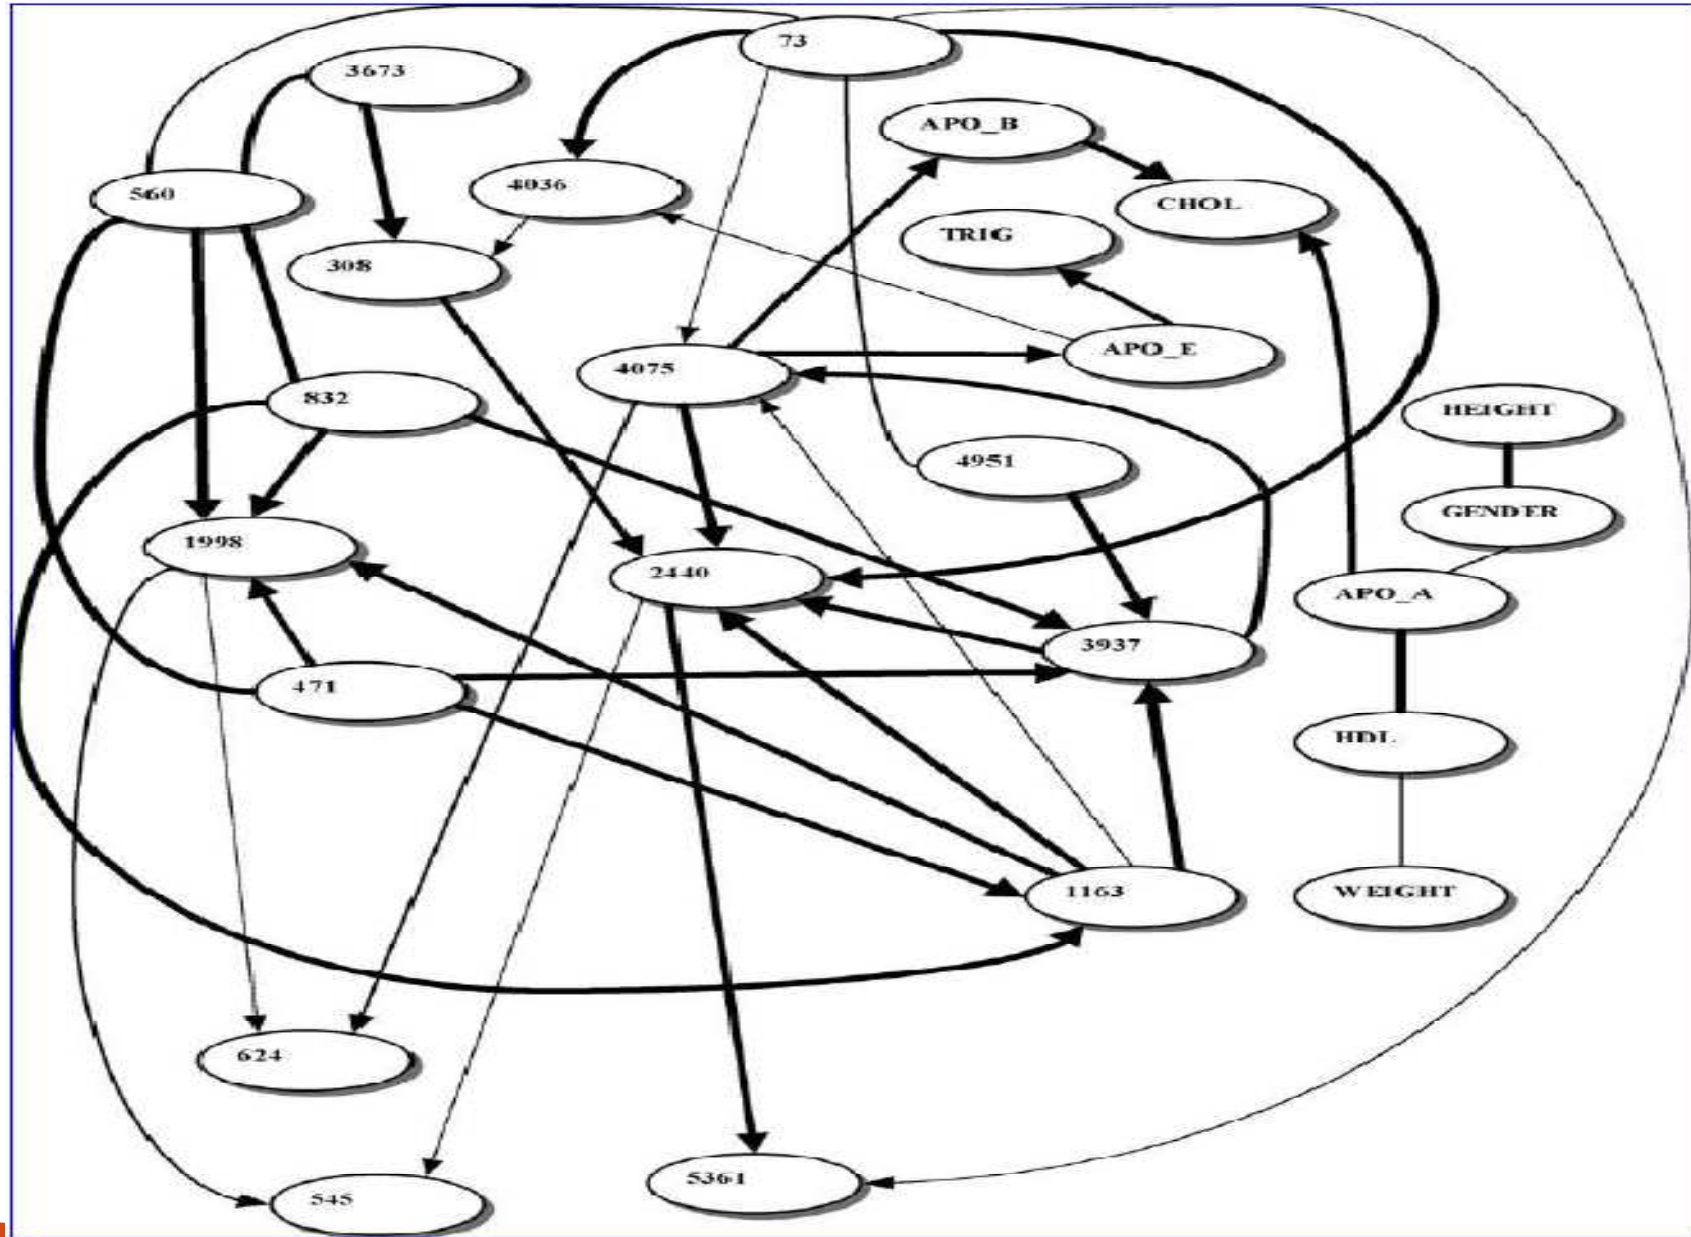 73
3673
APO_B
560
4036
CHOL
TRIG
308
APO_E
4075
832
HEIGHT
4951
GENDER
1998
2440
APO_A
3937
471
HDL
1163
WEIGHT
624
5361
545